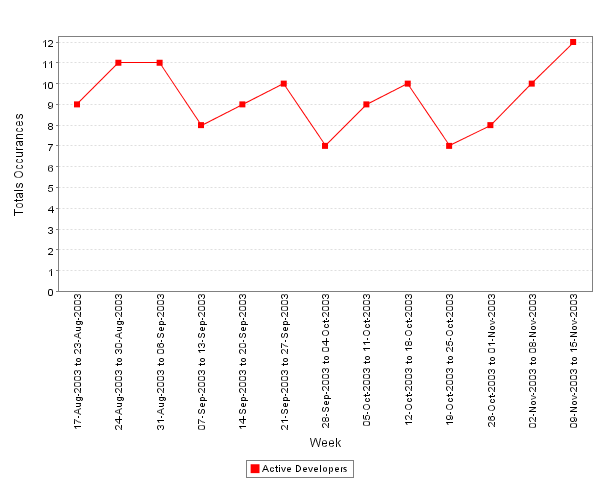 12
11
10
9
8
7
6
5
4
3
2
1
0
Totals Occurances
17-Aug-2003 to 23-Aug-2003
24-Aug-2003 to 30-Aug-2003
31-Aug-2003 to 06-Sep-2003
07-Sep-2003 to 13-Sep-2003
14-Sep-2003 to 20-Sep-2003
21-Sep-2003 to 27-Sep-2003
28-Sep-2003 to 04-Oct-2003
05-Oct-2003 to 11-Oct-2003
12-Oct-2003 to 18-Oct-2003
19-Oct-2003 to 25-Oct-2003
26-Oct-2003 to 01-Nov-2003
02-Nov-2003 to 08-Nov-2003
09-Nov-2003 to 15-Nov-2003
Week
Active Developers